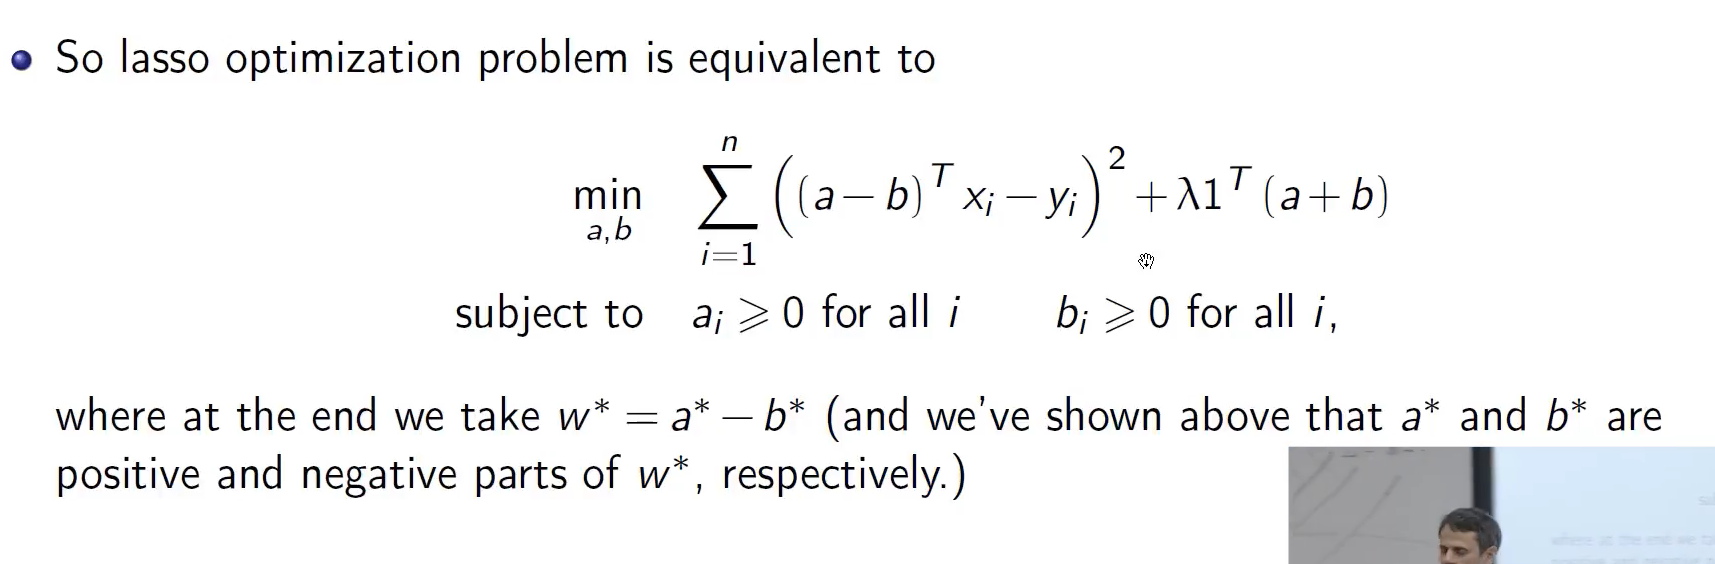 So lasso optimization problem is equivalent to
min_{a,b} ∑_{i=1}^{n} ((a−b)^T x_i − y_i)^2 + λ1^T (a+b)
subject to a_i ⩾ 0 for all i b_i ⩾ 0 for all i,
where at the end we take w* = a* − b* (and we've shown above that a* and b* are
positive and negative parts of w*, respectively.)